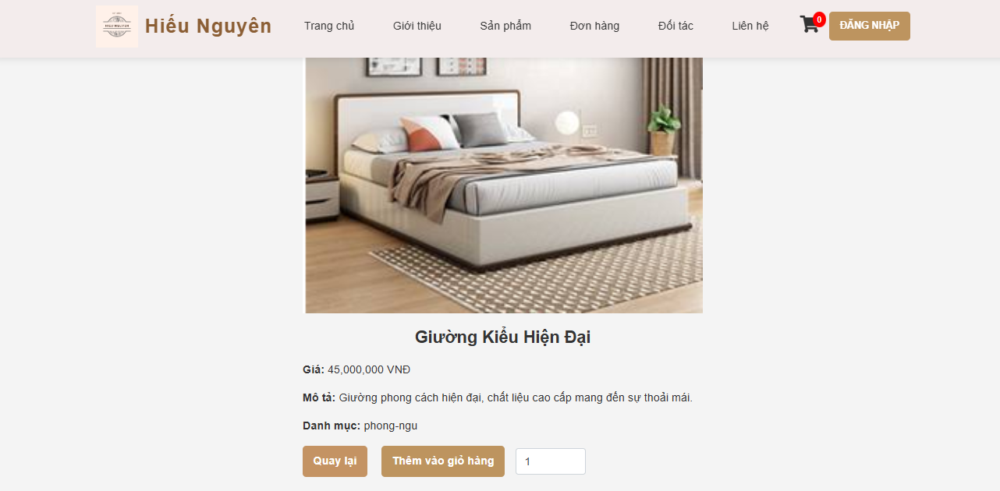 HIẾU NGUYÊN
Hiếu Nguyên
Trang chủ
Giới thiệu
Sản phẩm
Đơn hàng
Đối tác
Liên hệ
0
ĐĂNG NHẬP
Giường Kiểu Hiện Đại
Giá: 45,000,000 VNĐ
Mô tả: Giường phong cách hiện đại, chất liệu cao cấp mang đến sự thoải mái.
Danh mục: phong-ngu
Quay lại
Thêm vào giỏ hàng
1